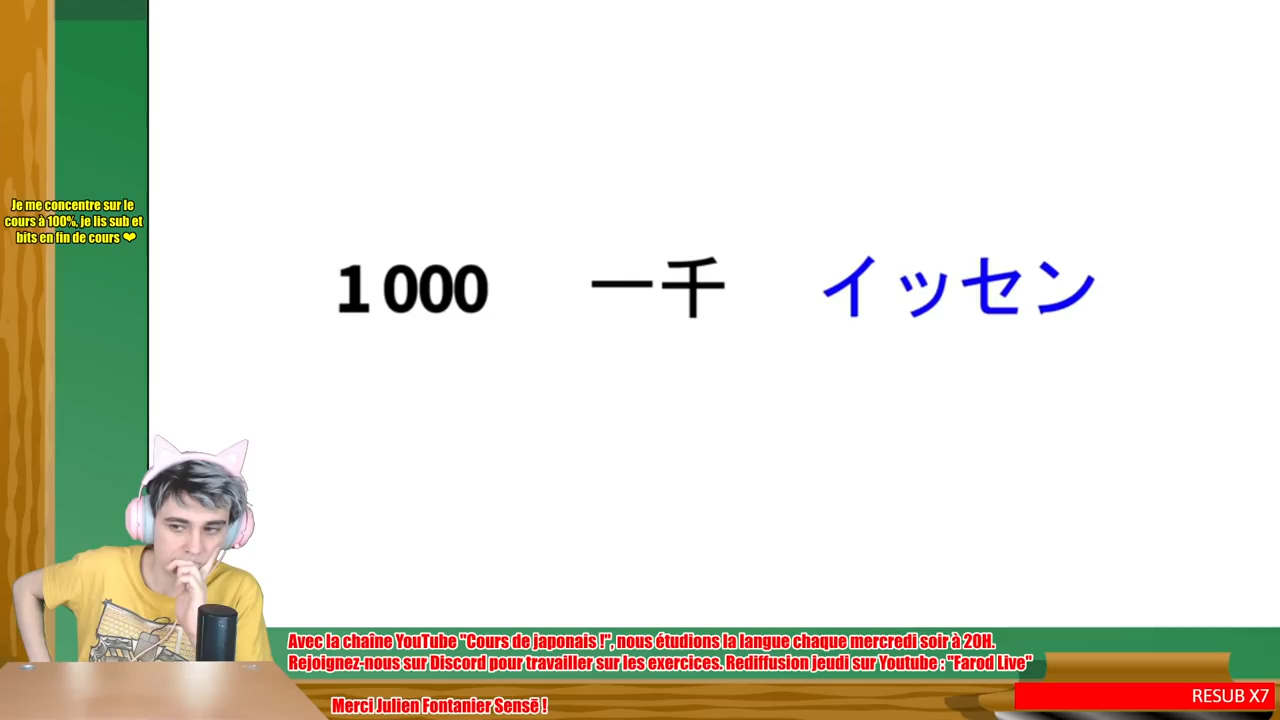 Je me concentre sur le
cours à 100%, je lis sub et
bits en fin de cours ❤
1 000 一千 イッセン
Avec la chaîne YouTube "Cours de japonais !", nous étudions la langue chaque mercredi soir à 20H.
Rejoignez-nous sur Discord pour travailler sur les exercices. Rediffusion jeudi sur Youtube : "Farod Live"
Merci Julien Fontanier Sensē !
RESUB X7